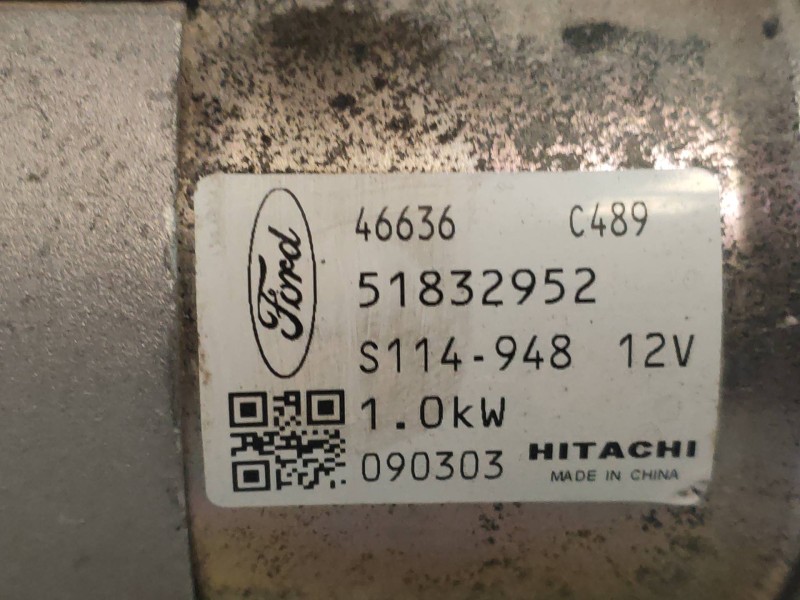 Ford
46636 C489
51832952
S114-948 12V
1.0kW
090303 HITACHI
MADE IN CHINA